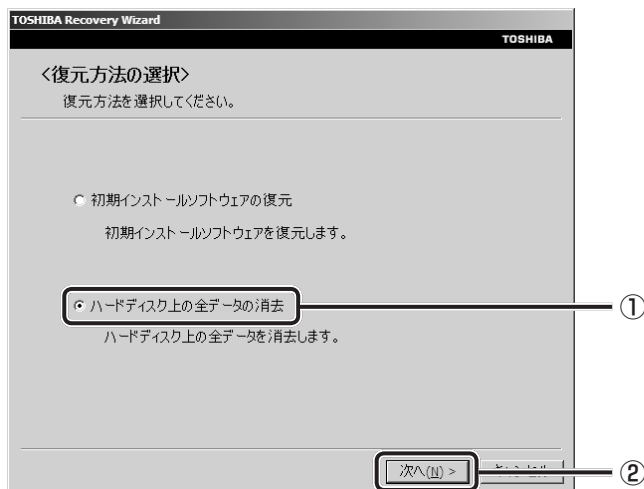 TOSHIBA Recovery Wizard
TOSHIBA
<復元方法の選択>
復元方法を選択してください。
初期インストールソフトウェアの復元
初期インストールソフトウェアを復元します。
ハードディスク上の全データの消去
①
ハードディスク上の全データを消去します。
次へ(N) >
②